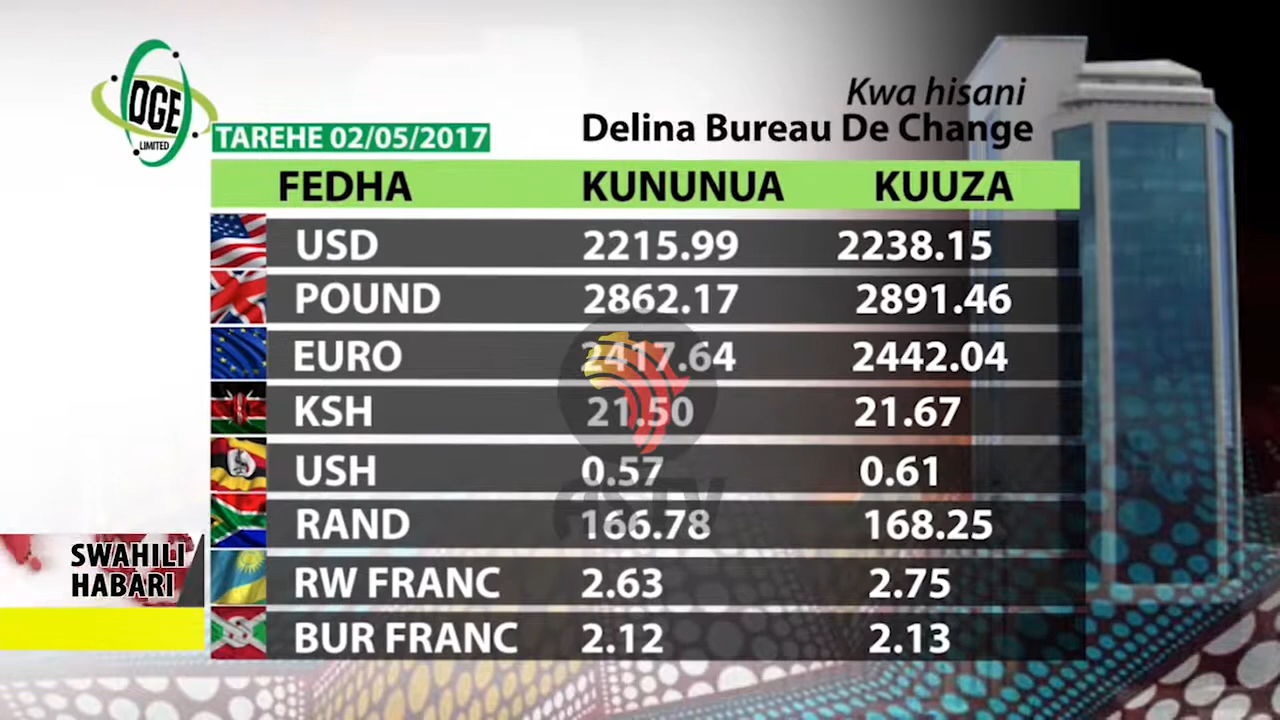 DGE
LIMITED
TAREHE 02/05/2017
Kwa hisani
Delina Bureau De Change
FEDHA KUNUNUA KUUZA
USD 2215.99 2238.15
POUND 2862.17 2891.46
EURO 2417.64 2442.04
KSH 21.50 21.67
USH 0.57 0.61
RAND 166.78 168.25
RW FRANC 2.63 2.75
BUR FRANC 2.12 2.13
SWAHILI
HABARI